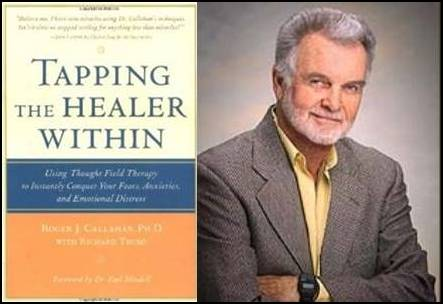 TAPPING
THE HEALER
WITHIN
Using Thought Field Therapy
to Instantly Conquer Your Fears, Anxieties,
and Emotional Distress
ROGER J. CALLAHAN, PH.D.
WITH RICHARD TRUBO
Foreword by Dr. Earl Mindell